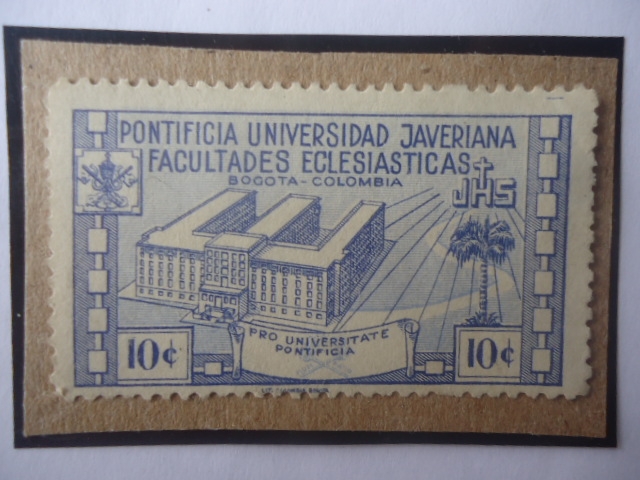 PONTIFICIA UNIVERSIDAD JAVERIANA
FACULTADES ECLESIASTICAS
BOGOTA - COLOMBIA
JHS
PRO UNIVERSITATE
PONTIFICIA
10¢ 10¢